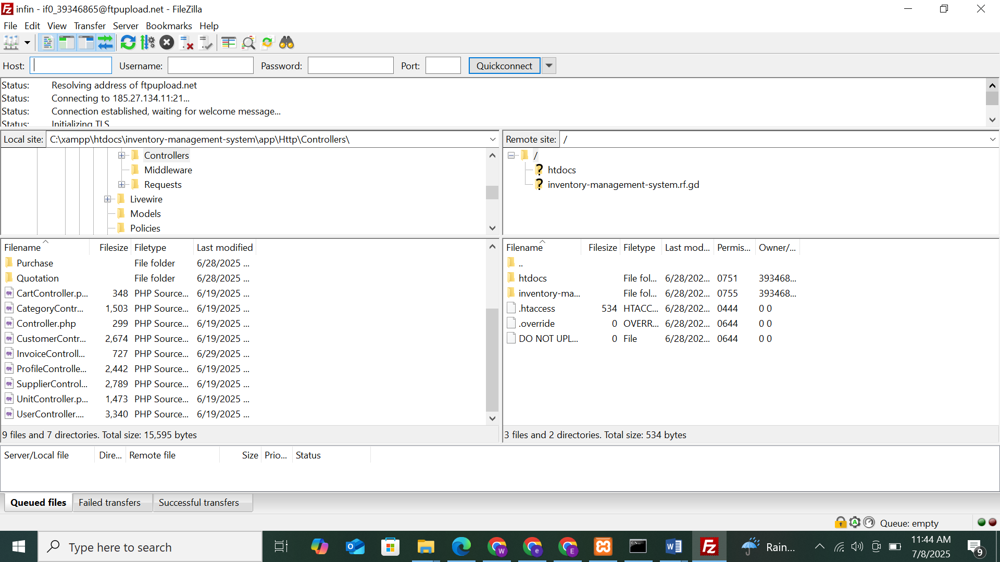 infin - if0_39346865@ftpupload.net - FileZilla
File Edit View Transfer Server Bookmarks Help
Host: Username: Password: Port: Quickconnect
Status: Resolving address of ftpupload.net
Status: Connecting to 185.27.134.11:21...
Status: Connection established, waiting for welcome message...
Status: Initializing TLS
Local site: C:\xampp\htdocs\inventory-management-system\app\Http\Controllers\
Controllers
Middleware
Requests
Livewire
Models
Policies
Remote site: /
/
htdocs
inventory-management-system.rf.gd
Filename Filesize Filetype Last modified
Purchase File folder 6/28/2025 ...
Quotation File folder 6/28/2025 ...
CartController.p... 348 PHP Source... 6/19/2025 ...
CategoryContr... 1,503 PHP Source... 6/19/2025 ...
Controller.php 299 PHP Source... 6/19/2025 ...
CustomerContr... 2,674 PHP Source... 6/19/2025 ...
InvoiceControll... 727 PHP Source... 6/29/2025 ...
ProfileControlle... 2,442 PHP Source... 6/19/2025 ...
SupplierControl... 2,789 PHP Source... 6/19/2025 ...
UnitController.p... 1,473 PHP Source... 6/19/2025 ...
UserController.... 3,340 PHP Source... 6/19/2025 ...
9 files and 7 directories. Total size: 15,595 bytes
Filename Filesize Filetype Last mod... Permis... Owner/...
..
htdocs File fol... 6/28/202... 0751 393468...
inventory-ma... File fol... 6/28/202... 0755 393468...
.htaccess 534 HTACC... 6/28/202... 0444 0 0
.override 0 OVERR... 6/28/202... 0644 0 0
DO NOT UPL... 0 File 6/28/202... 0644 0 0
3 files and 2 directories. Total size: 534 bytes
Server/Local file Dire... Remote file Size Prio... Status
Queued files Failed transfers Successful transfers
Queue: empty
Type here to search
Rain...
11:44 AM
7/8/2025
9